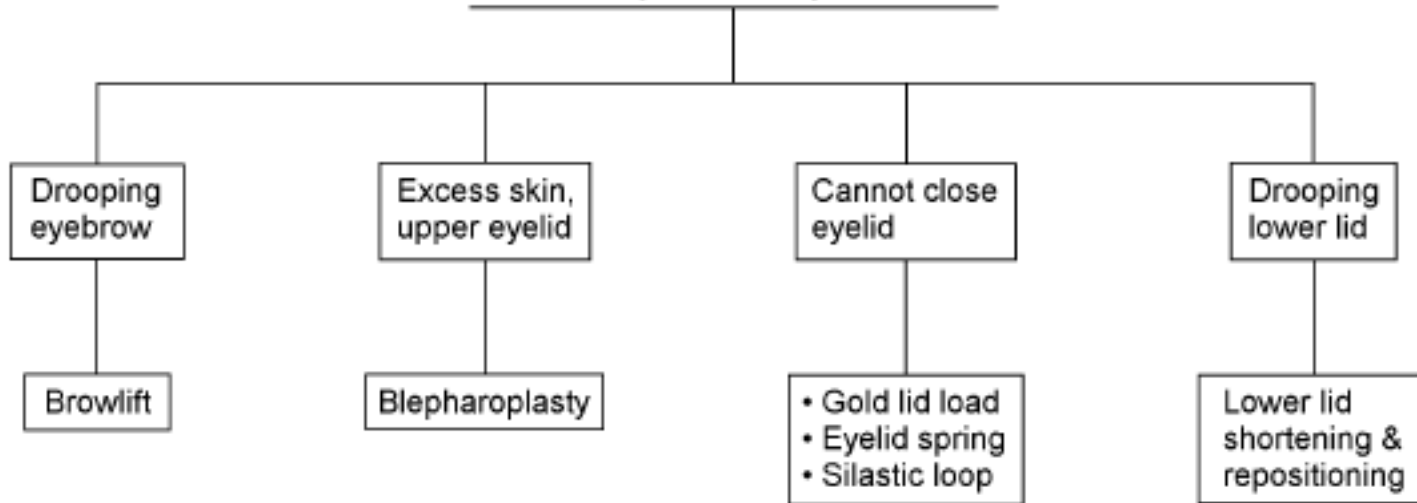 Drooping
eyebrow
Excess skin,
upper eyelid
Cannot close
eyelid
Drooping
lower lid
Browlift
Blepharoplasty
• Gold lid load
• Eyelid spring
• Silastic loop
Lower lid
shortening &
repositioning